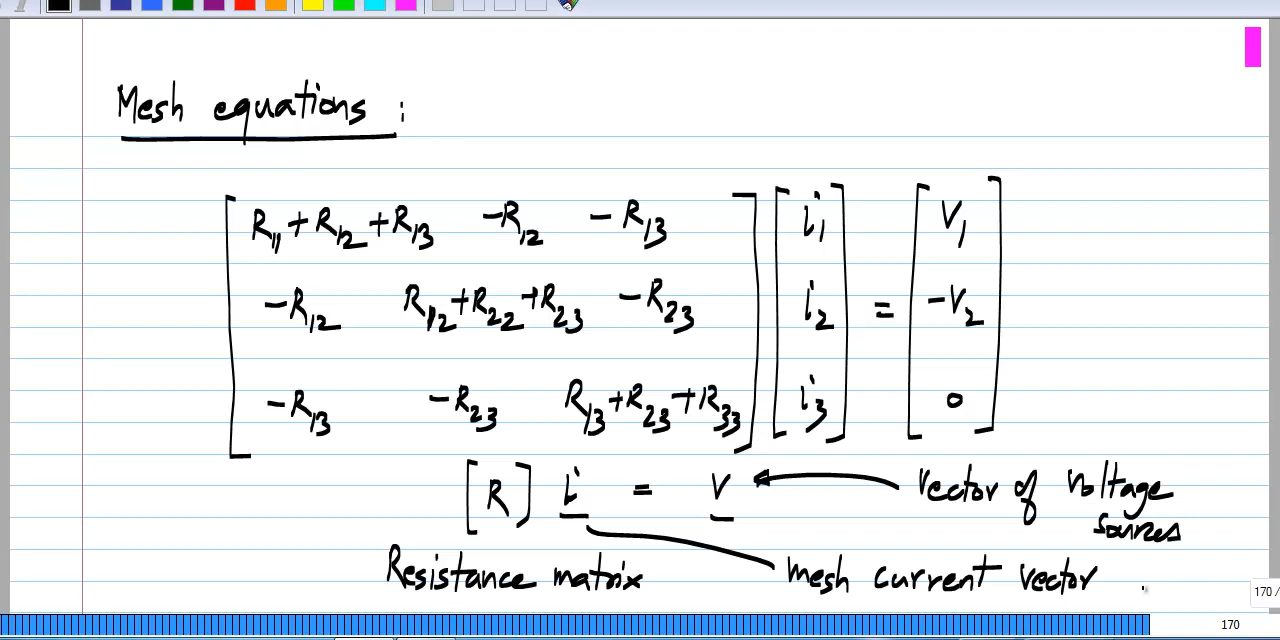 Mesh equations :
R11 + R12 + R13 -R12 - R13 i1 V1
-R12 R12 + R22 + R23 - R23 i2 = -V2
-R13 -R23 R13 + R23 + R33 i3 0
[R] i = V vector of voltage
sources
Resistance matrix mesh current vector
170 /
170